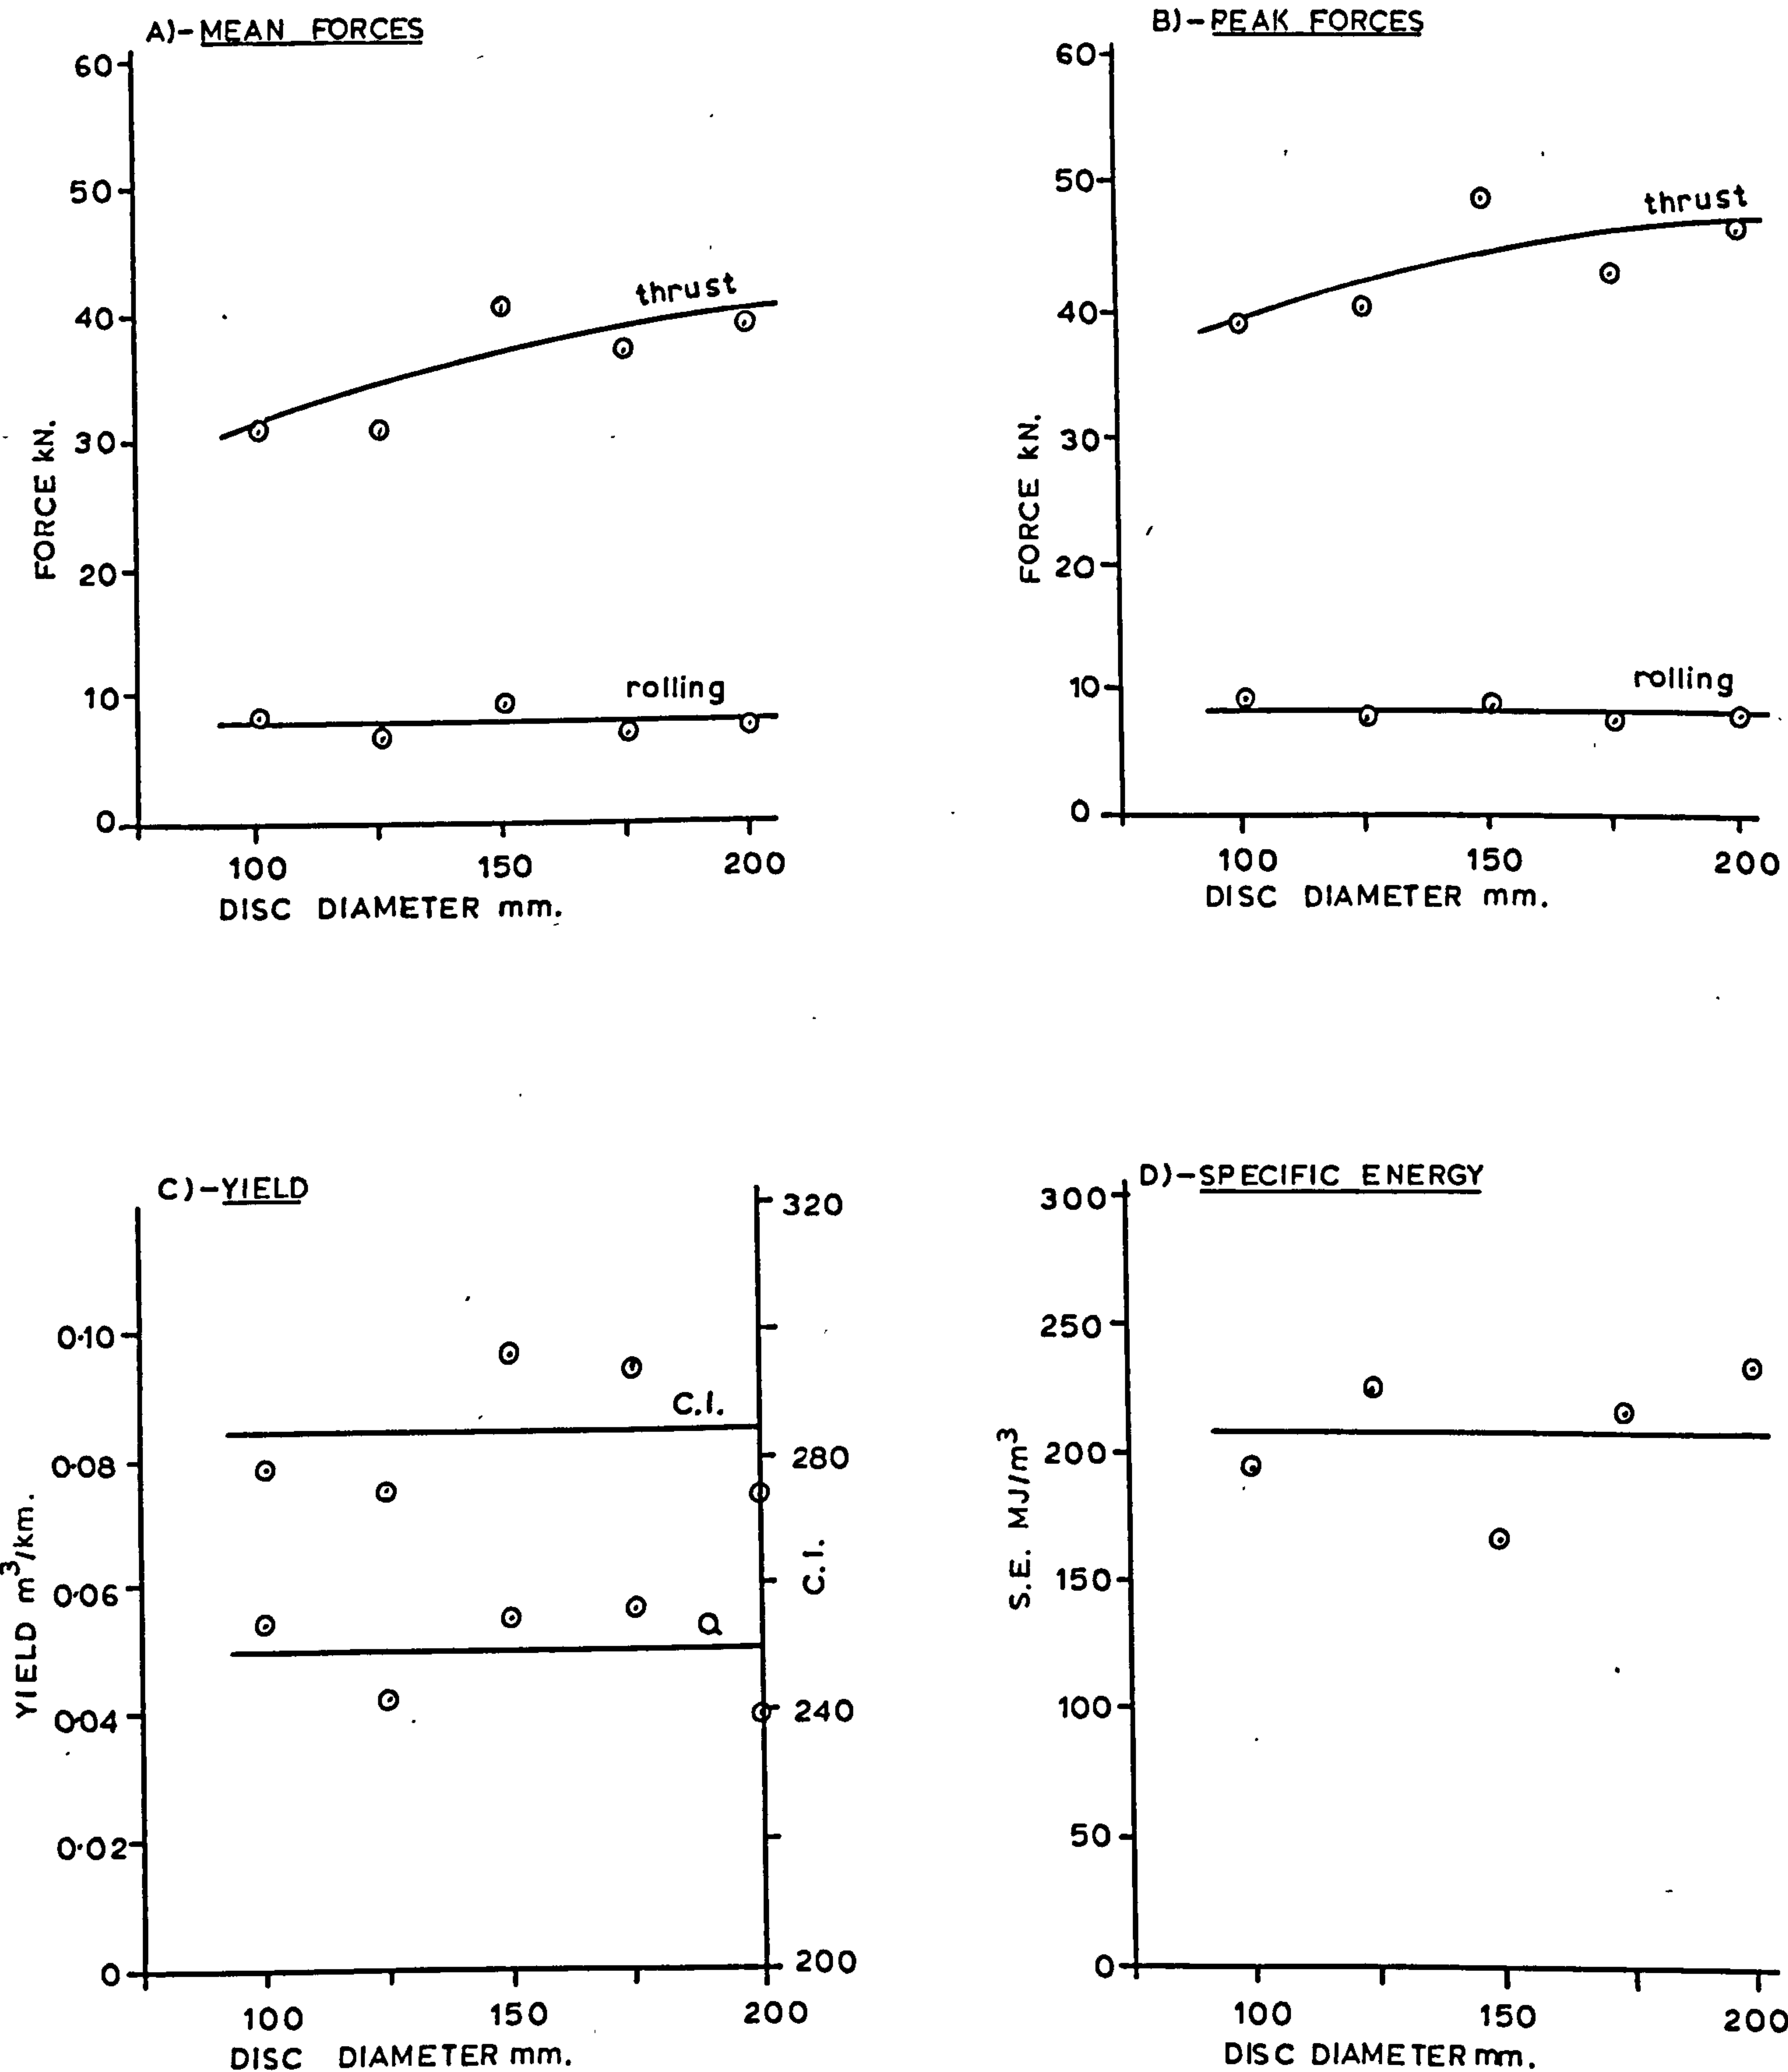 A)-MEAN FORCES
60
50
40
30
20
10
0
FORCE kN.
thrust
rolling
100 150 200
DISC DIAMETER mm.
B)-PEAK FORCES
60
50
40
30
20
10
0
FORCE kN.
thrust
rolling
100 150 200
DISC DIAMETER mm.
C)-YIELD
0·10
0·08
0·06
0·04
0·02
0
YIELD m³/km.
C.I.
Q
320
280
240
200
C.I.
100 150 200
DISC DIAMETER mm.
D)-SPECIFIC ENERGY
300
250
200
150
100
50
0
S.E. MJ/m³
100 150 200
DISC DIAMETER mm.